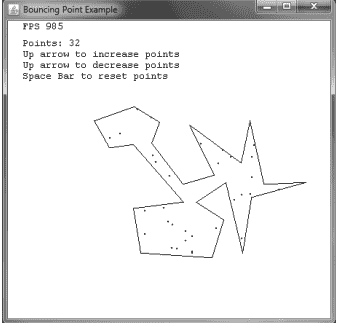 Bouncing Point Example
FPS 985
Points: 32
Up arrow to increase points
Up arrow to decrease points
Space Bar to reset points